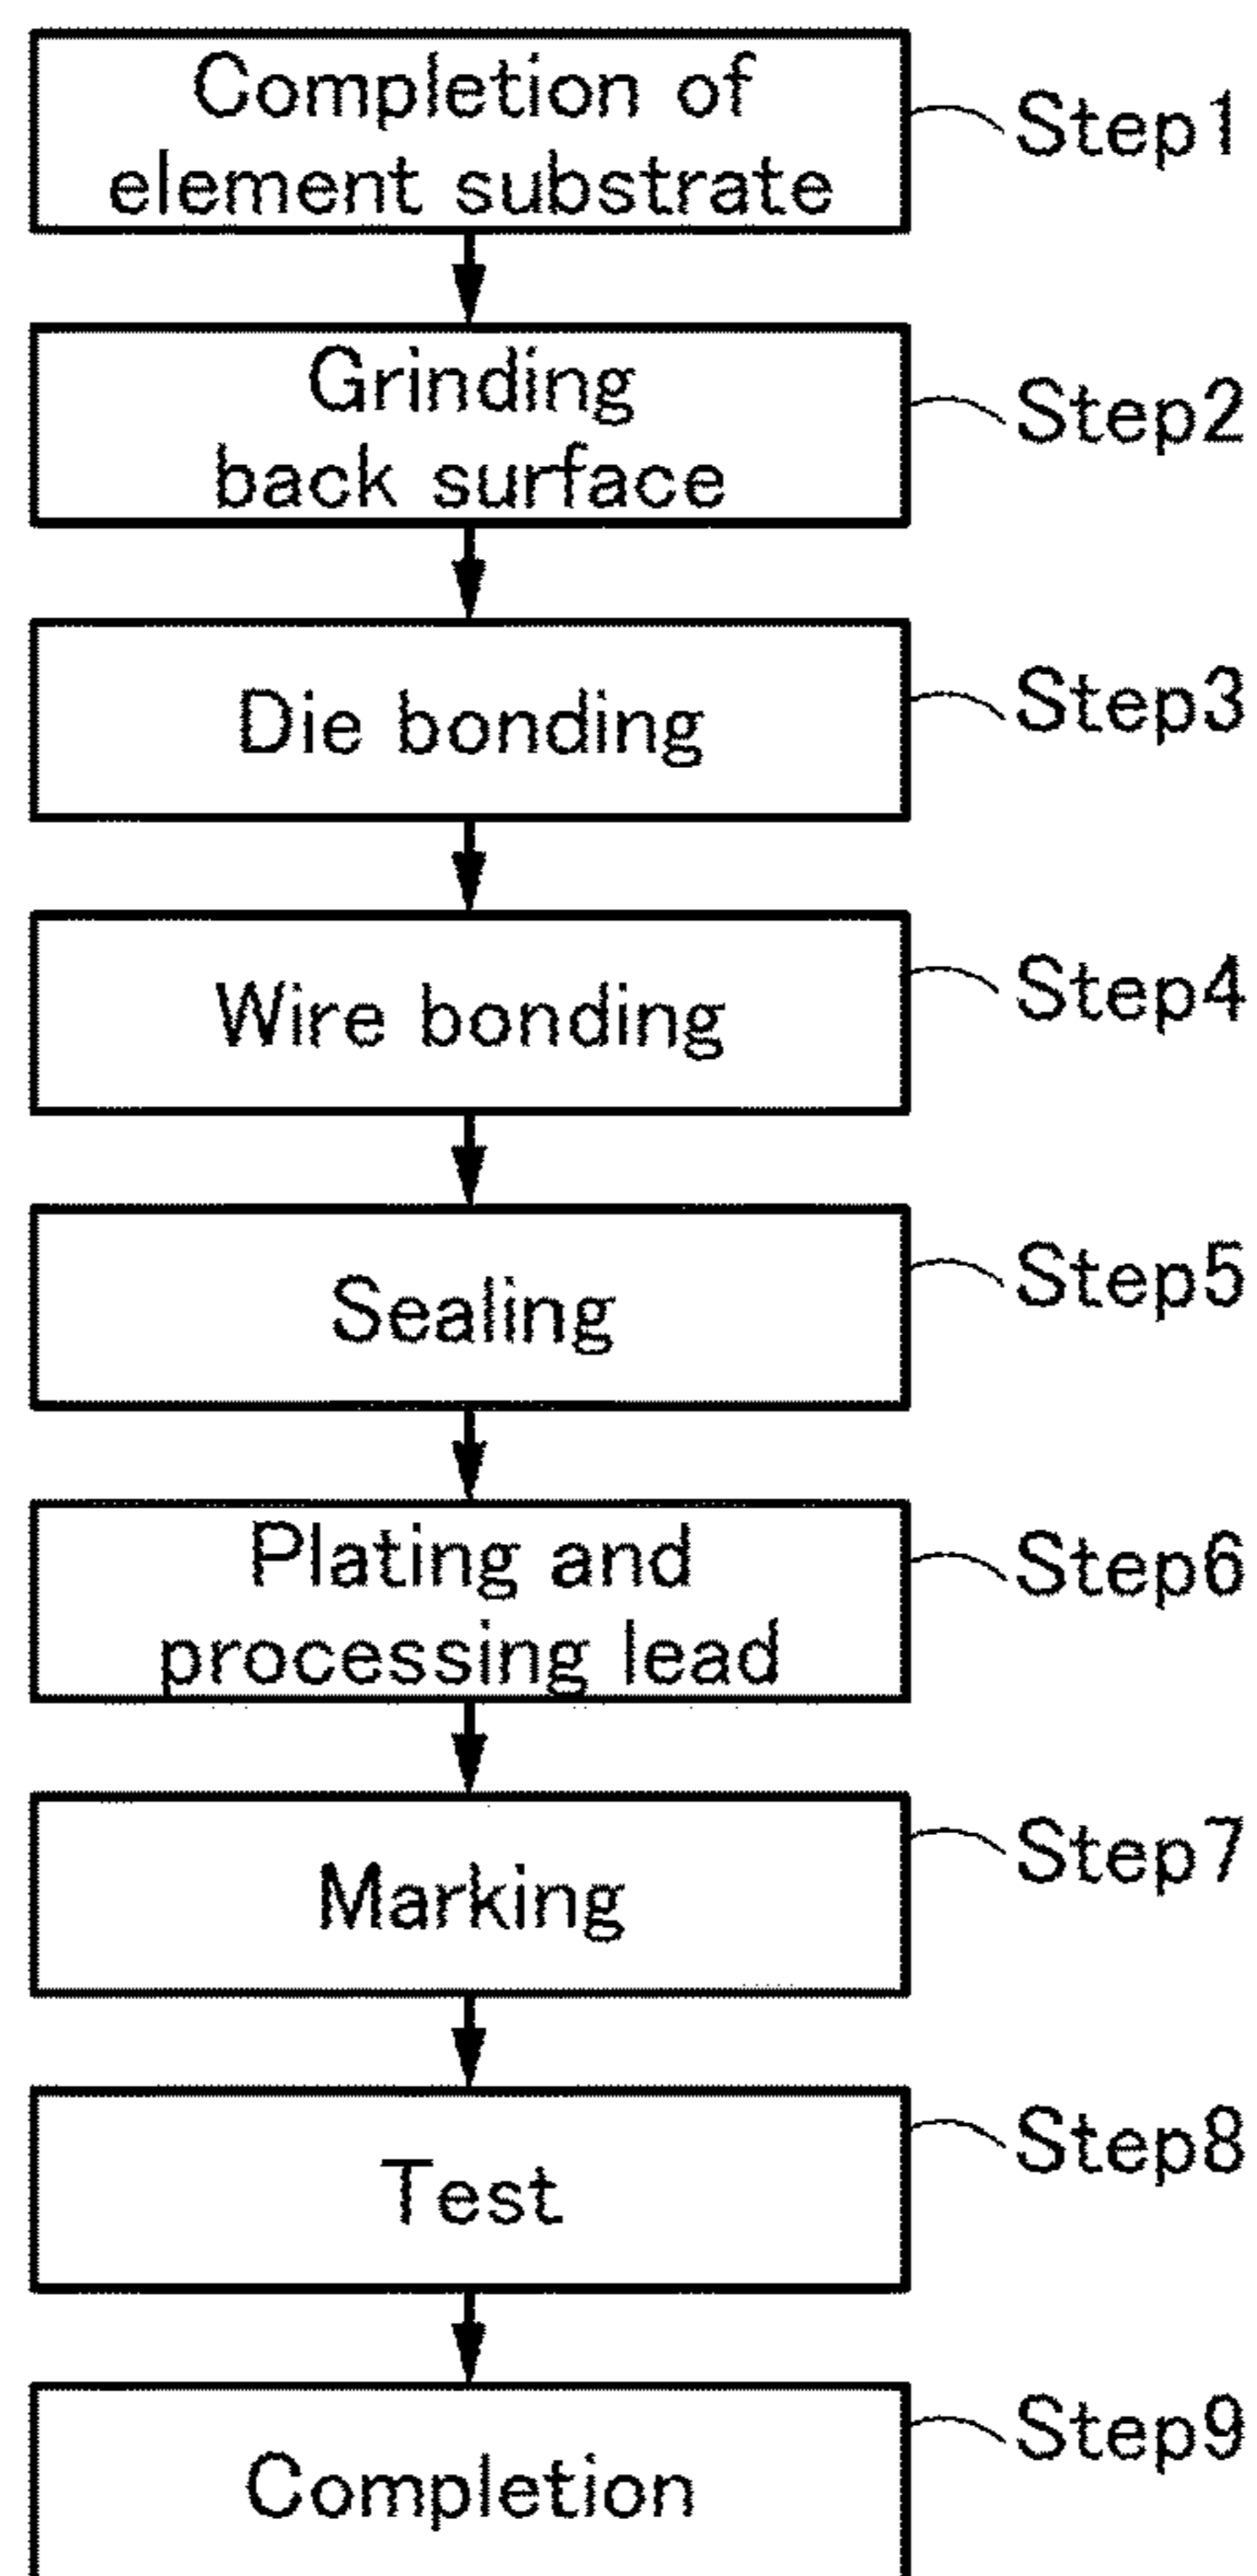 Completion of
element substrate
Step1
Grinding
back surface
Step2
Die bonding
Step3
Wire bonding
Step4
Sealing
Step5
Plating and
processing lead
Step6
Marking
Step7
Test
Step8
Completion
Step9